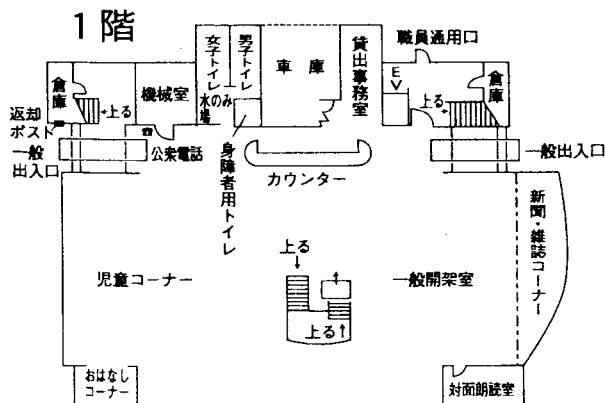 1階
女子トイレ
男子トイレ
車庫
貸出事務室
職員通用口
倉庫
上る
機械室
水のみ場
E
上る
倉庫
返却ポスト
一般出入口
公衆電話
身障者用トイレ
カウンター
一般出入口
新聞・雑誌コーナー
児童コーナー
上る
一般開架室
上る
おはなしコーナー
対面朗読室